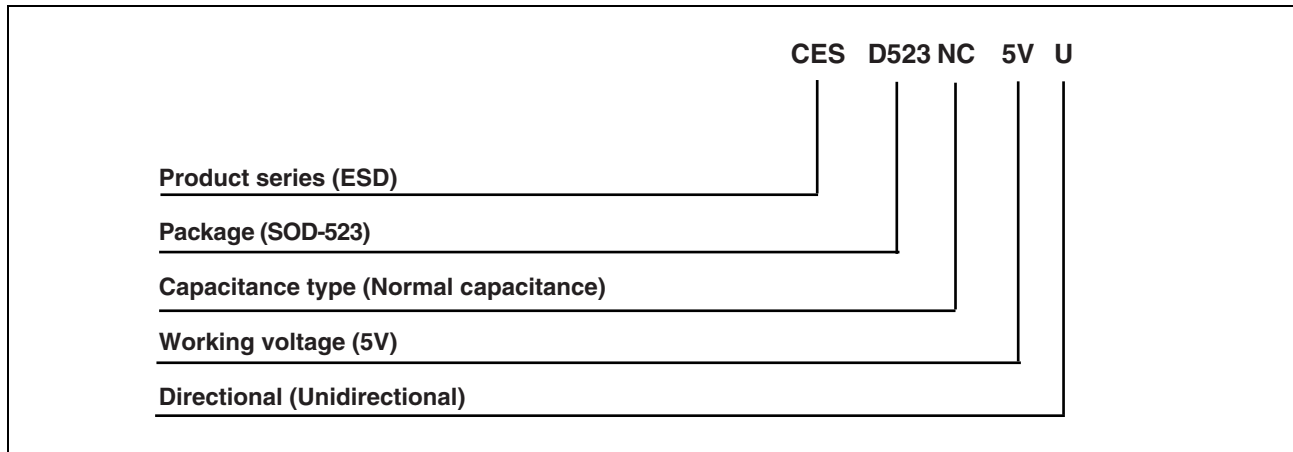 CES D523 NC 5V U
Product series (ESD)
Package (SOD-523)
Capacitance type (Normal capacitance)
Working voltage (5V)
Directional (Unidirectional)